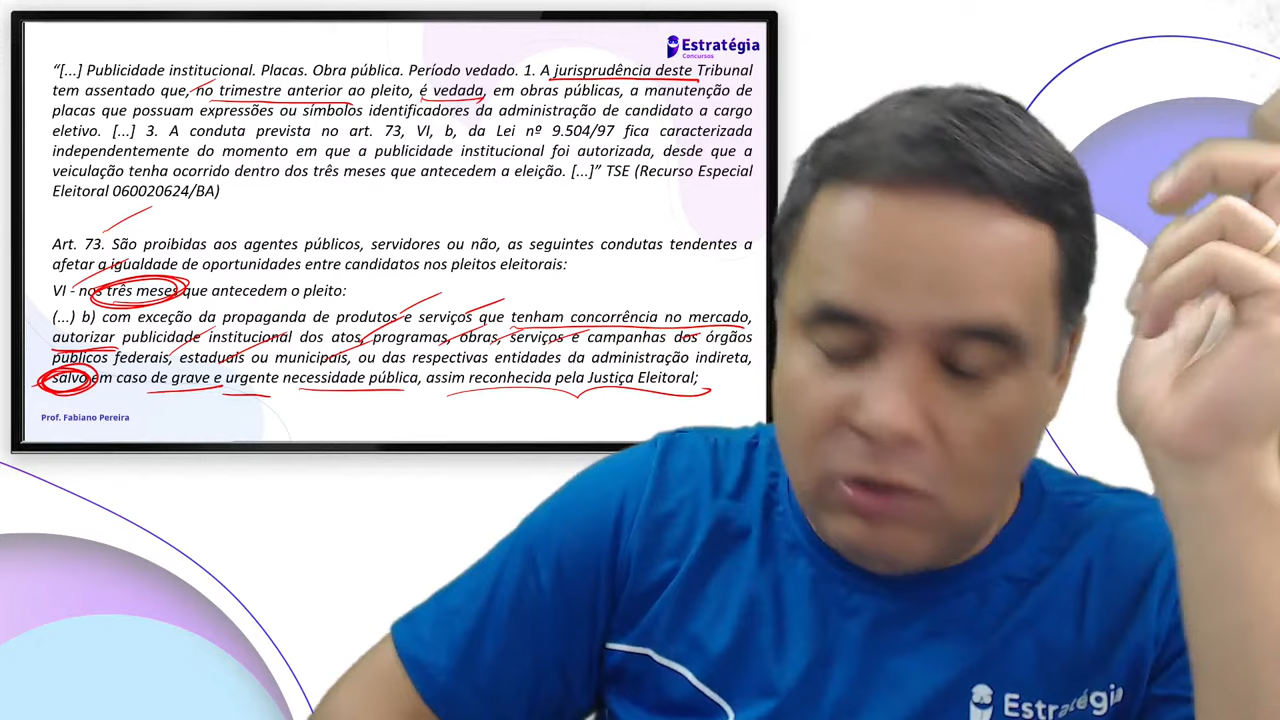 Estratégia
Concursos
“[...] Publicidade institucional. Placas. Obra pública. Período vedado. 1. A jurisprudência deste Tribunal
tem assentado que, no trimestre anterior ao pleito, é vedada, em obras públicas, a manutenção de
placas que possuam expressões ou símbolos identificadores da administração de candidato a cargo
eletivo. [...] 3. A conduta prevista no art. 73, VI, b, da Lei nº 9.504/97 fica caracterizada
independentemente do momento em que a publicidade institucional foi autorizada, desde que a
veiculação tenha ocorrido dentro dos três meses que antecedem a eleição. [...]” TSE (Recurso Especial
Eleitoral 060020624/BA)
Art. 73. São proibidas aos agentes públicos, servidores ou não, as seguintes condutas tendentes a
afetar a igualdade de oportunidades entre candidatos nos pleitos eleitorais:
VI - nos três meses que antecedem o pleito:
(...) b) com exceção da propaganda de produtos e serviços que tenham concorrência no mercado,
autorizar publicidade institucional dos atos, programas, obras, serviços e campanhas dos órgãos
públicos federais, estaduais ou municipais, ou das respectivas entidades da administração indireta,
salvo em caso de grave e urgente necessidade pública, assim reconhecida pela Justiça Eleitoral;
Prof. Fabiano Pereira
Estratégia